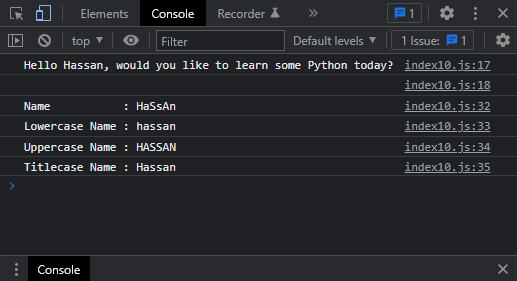 Elements Console Recorder » 1
top Filter Default levels 1 Issue: 1
Hello Hassan, would you like to learn some Python today? index10.js:17
index10.js:18
Name           : HaSsAn index10.js:32
Lowercase Name : hassan index10.js:33
Uppercase Name : HASSAN index10.js:34
Titlecase Name : Hassan index10.js:35
>
Console